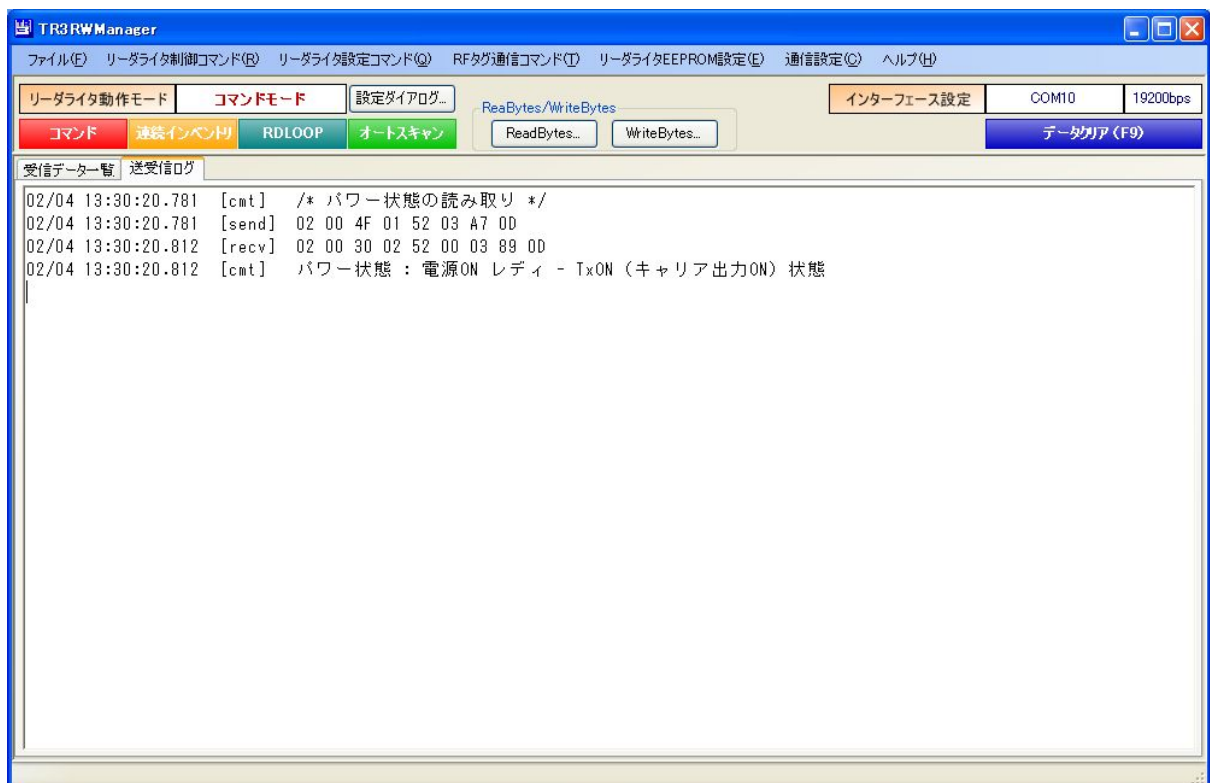 TR3RWManager
ファイル(F) リーダライタ制御コマンド(R) リーダライタ設定コマンド(Q) RFタグ通信コマンド(T) リーダライタEEPROM設定(E) 通信設定(C) ヘルプ(H)
リーダライタ動作モード コマンドモード 設定ダイアログ... ReaBytes/WriteBytes インターフェース設定 COM10 19200bps
コマンド 連続インベントリ RDLOOP オートスキャン ReadBytes... WriteBytes... データクリア (F9)
受信データ一覧 送受信ログ
02/04 13:30:20.781 [cmt] /* パワー状態の読み取り */
02/04 13:30:20.781 [send] 02 00 4F 01 52 03 A7 0D
02/04 13:30:20.812 [recv] 02 00 30 02 52 00 03 89 0D
02/04 13:30:20.812 [cmt] パワー状態 : 電源ON レディ - TxON (キャリア出力ON) 状態